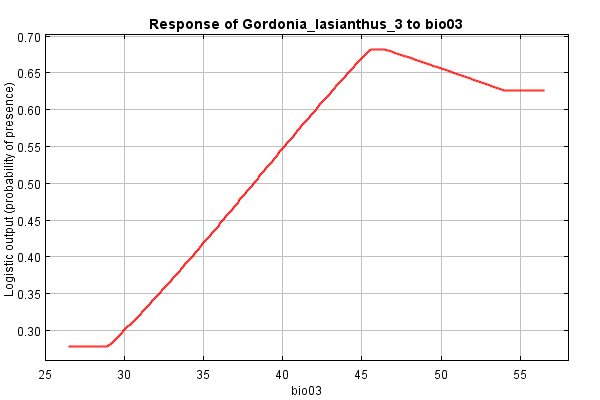 Response of Gordonia_lasianthus_3 to bio03
Logistic output (probability of presence)
0.70
0.65
0.60
0.55
0.50
0.45
0.40
0.35
0.30
25 30 35 40 45 50 55
bio03